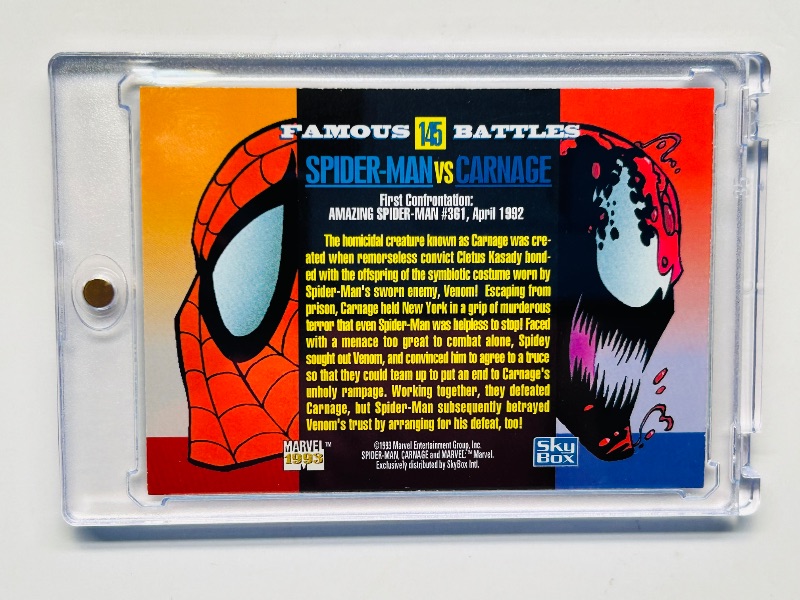 FAMOUS 145 BATTLES
SPIDER-MAN VS CARNAGE
First Confrontation:
AMAZING SPIDER-MAN #361, April 1992
The homicidal creature known as Carnage was cre-
ated when remorseless convict Cletus Kasady bond-
ed with the offspring of the symbiotic costume worn by
Spider-Man's sworn enemy, Venom! Escaping from
prison, Carnage held New York in a grip of murderous
terror that even Spider-Man was helpless to stop! Faced
with a menace too great to combat alone, Spidey
sought out Venom, and convinced him to agree to a truce
so that they could team up to put an end to Carnage's
unholy rampage. Working together, they defeated
Carnage, but Spider-Man subsequently betrayed
Venom's trust by arranging for his defeat, too!
MARVEL™
1993
©1993 Marvel Entertainment Group, Inc.
SPIDER-MAN, CARNAGE and MARVEL:™ Marvel.
Exclusively distributed by SkyBox Intl.
Sky
Box